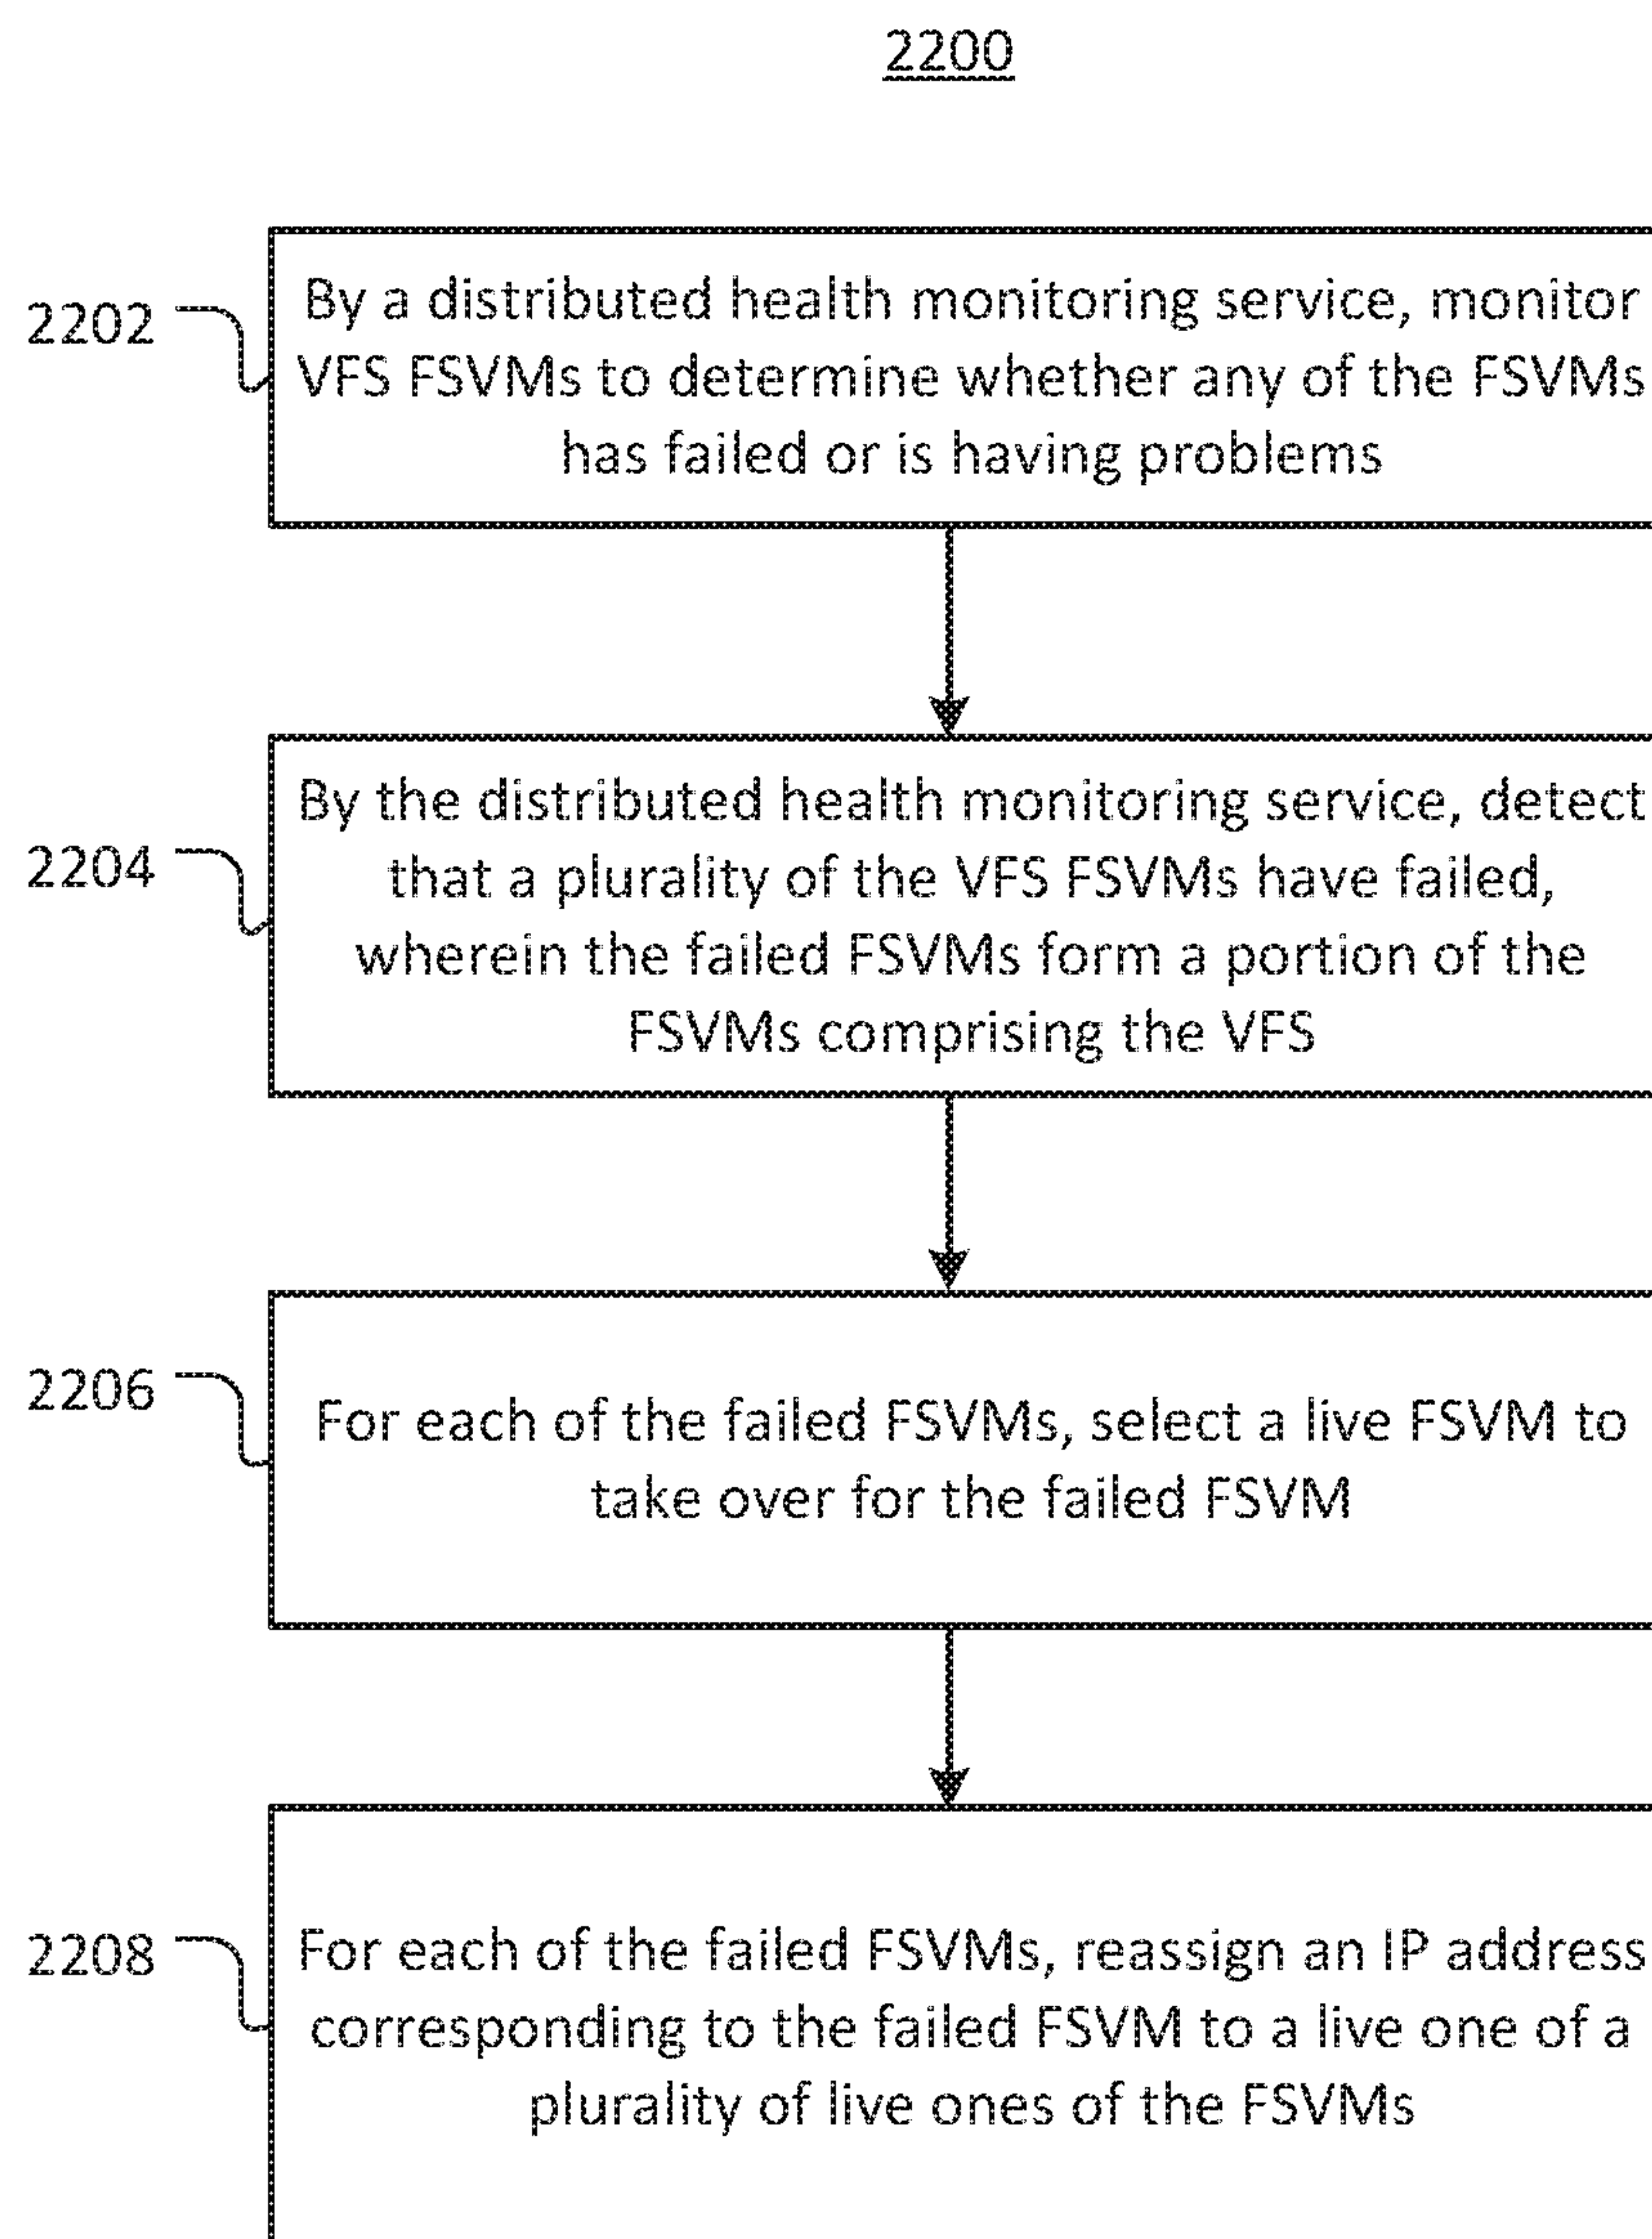 2200
2202
By a distributed health monitoring service, monitor
VFS FSVMs to determine whether any of the FSVMs
has failed or is having problems
2204
By the distributed health monitoring service, detect
that a plurality of the VFS FSVMs have failed,
wherein the failed FSVMs form a portion of the
FSVMs comprising the VFS
2206
For each of the failed FSVMs, select a live FSVM to
take over for the failed FSVM
2208
For each of the failed FSVMs, reassign an IP address
corresponding to the failed FSVM to a live one of a
plurality of live ones of the FSVMs